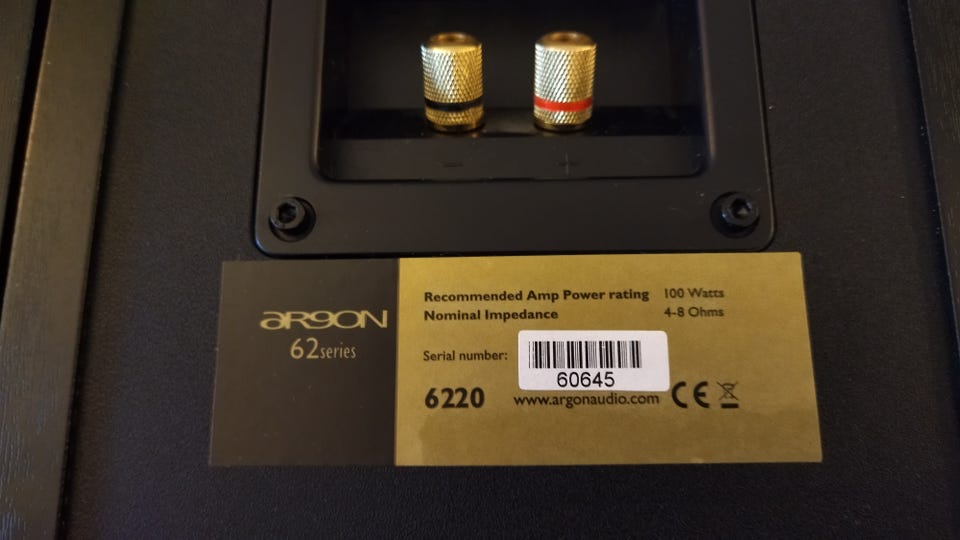 - +
ARGON
62series
Recommended Amp Power rating 100 Watts
Nominal Impedance 4-8 Ohms
Serial number:
60645
6220 www.argonaudio.com CE